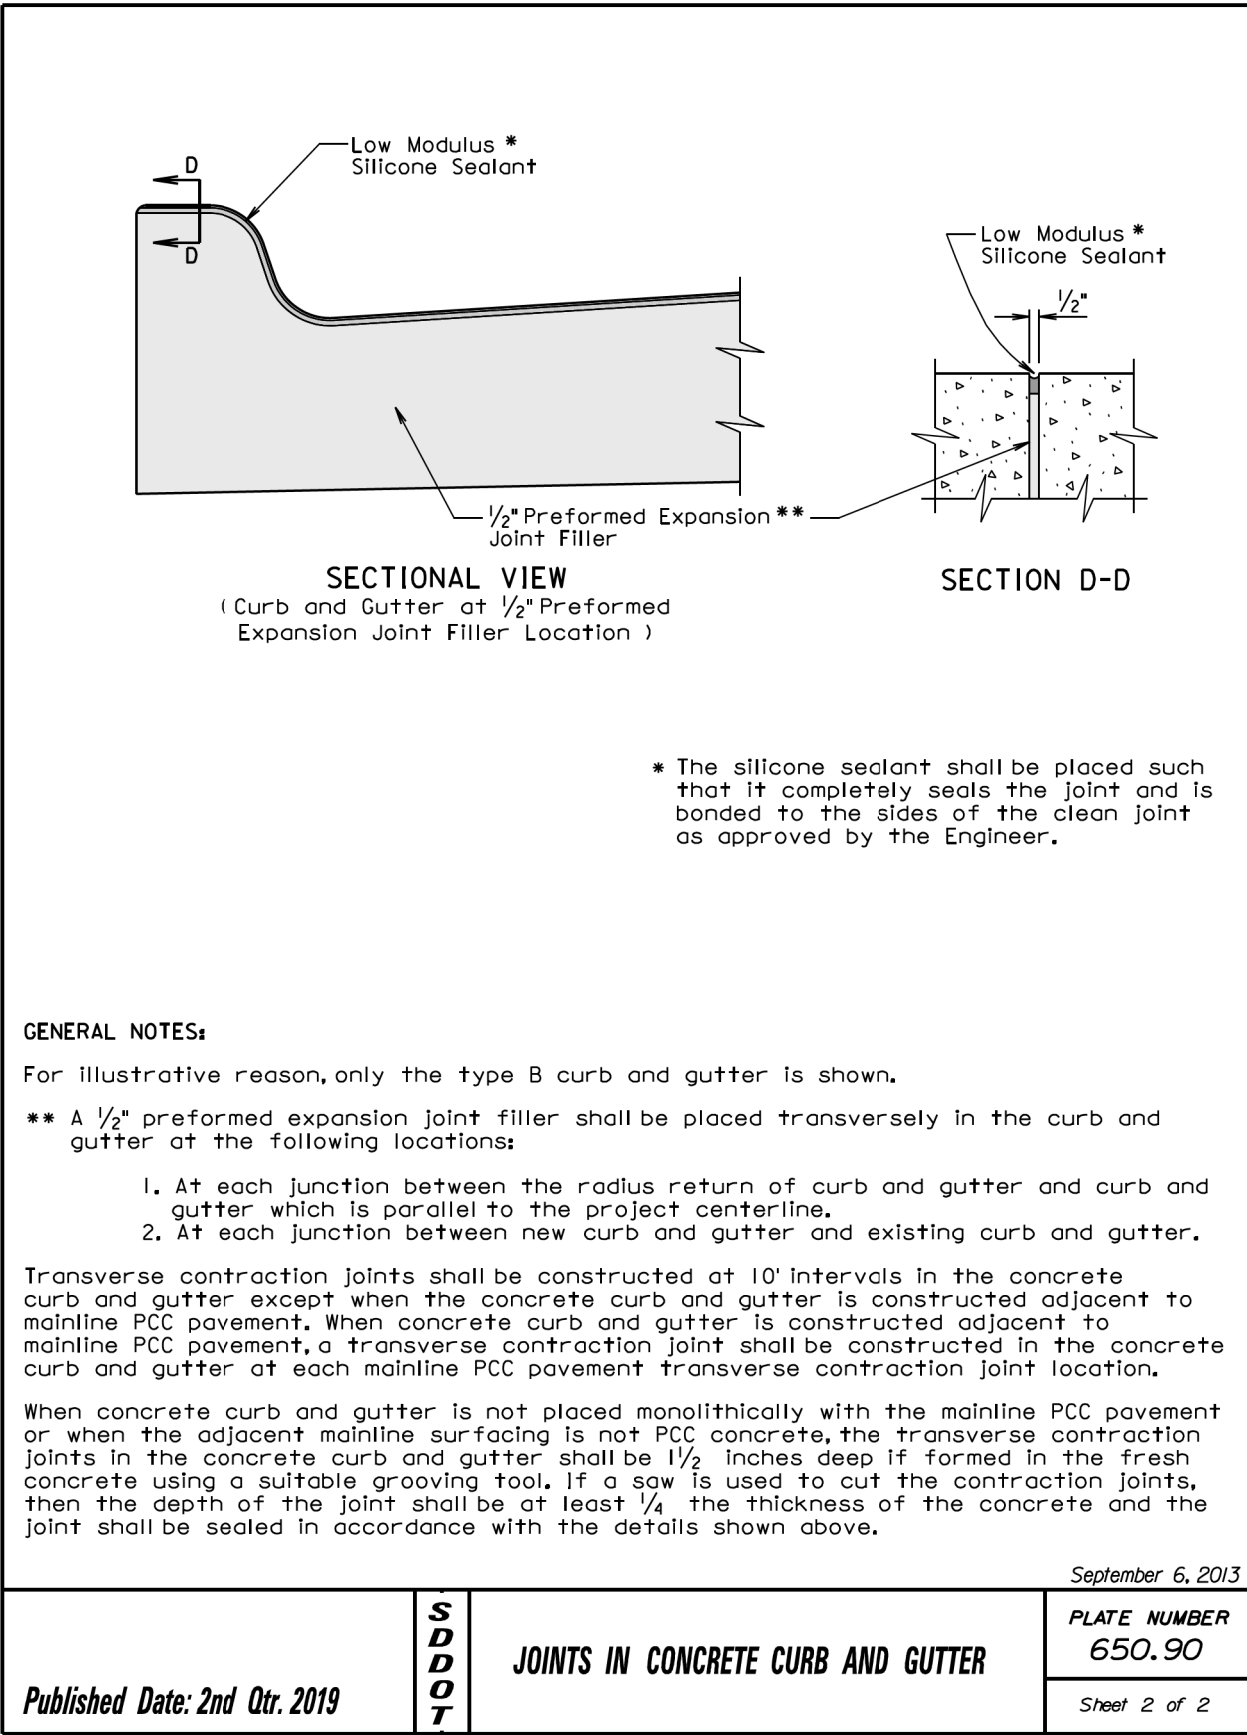 Low Modulus *
Silicone Sealant
D
D
Low Modulus *
Silicone Sealant
1/2"
1/2" Preformed Expansion **
Joint Filler
SECTIONAL VIEW
(Curb and Gutter at 1/2" Preformed
Expansion Joint Filler Location )
SECTION D-D
* The silicone sealant shall be placed such
that it completely seals the joint and is
bonded to the sides of the clean joint
as approved by the Engineer.
GENERAL NOTES:
For illustrative reason, only the type B curb and gutter is shown.
** A 1/2" preformed expansion joint filler shall be placed transversely in the curb and
gutter at the following locations:
1. At each junction between the radius return of curb and gutter and curb and
gutter which is parallel to the project centerline.
2. At each junction between new curb and gutter and existing curb and gutter.
Transverse contraction joints shall be constructed at 10' intervals in the concrete
curb and gutter except when the concrete curb and gutter is constructed adjacent to
mainline PCC pavement. When concrete curb and gutter is constructed adjacent to
mainline PCC pavement, a transverse contraction joint shall be constructed in the concrete
curb and gutter at each mainline PCC pavement transverse contraction joint location.
When concrete curb and gutter is not placed monolithically with the mainline PCC pavement
or when the adjacent mainline surfacing is not PCC concrete, the transverse contraction
joints in the concrete curb and gutter shall be 1 1/2 inches deep if formed in the fresh
concrete using a suitable grooving tool. If a saw is used to cut the contraction joints,
then the depth of the joint shall be at least 1/4 the thickness of the concrete and the
joint shall be sealed in accordance with the details shown above.
September 6, 2013
Published Date: 2nd Qtr. 2019
SDDOT
JOINTS IN CONCRETE CURB AND GUTTER
PLATE NUMBER
650.90
Sheet 2 of 2